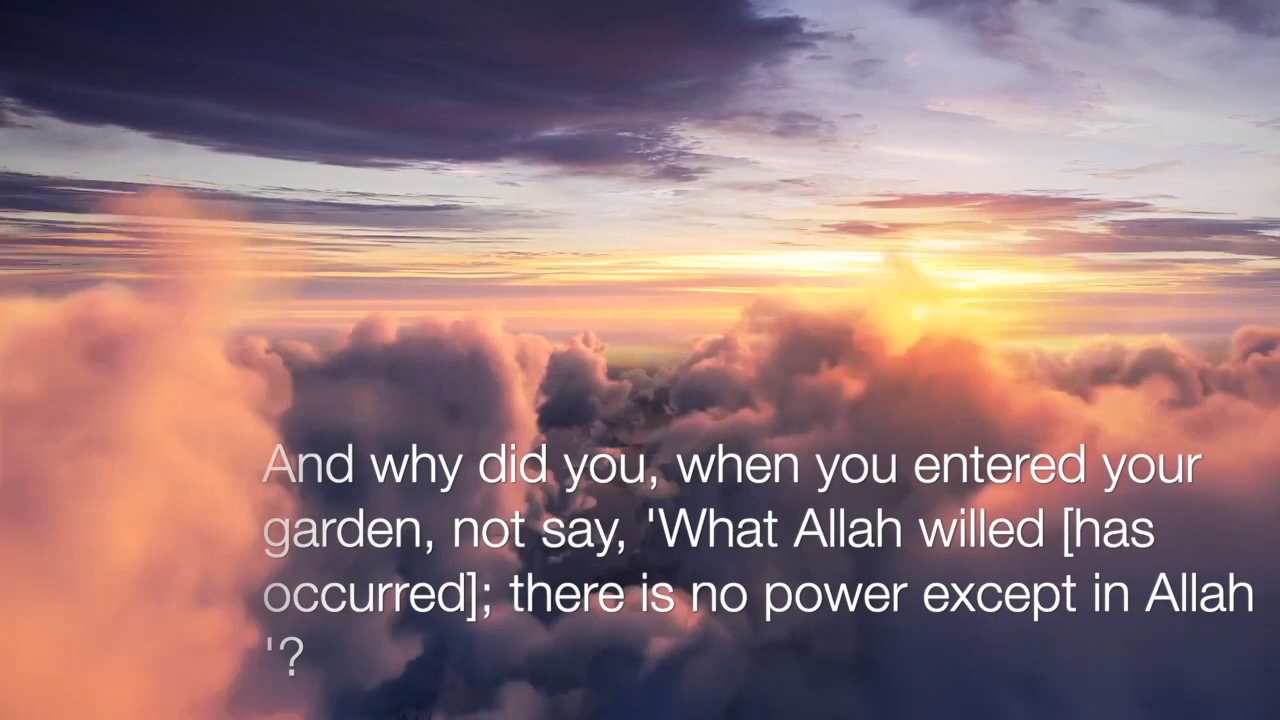 And why did you, when you entered your
garden, not say, 'What Allah willed [has
occurred]; there is no power except in Allah
'?